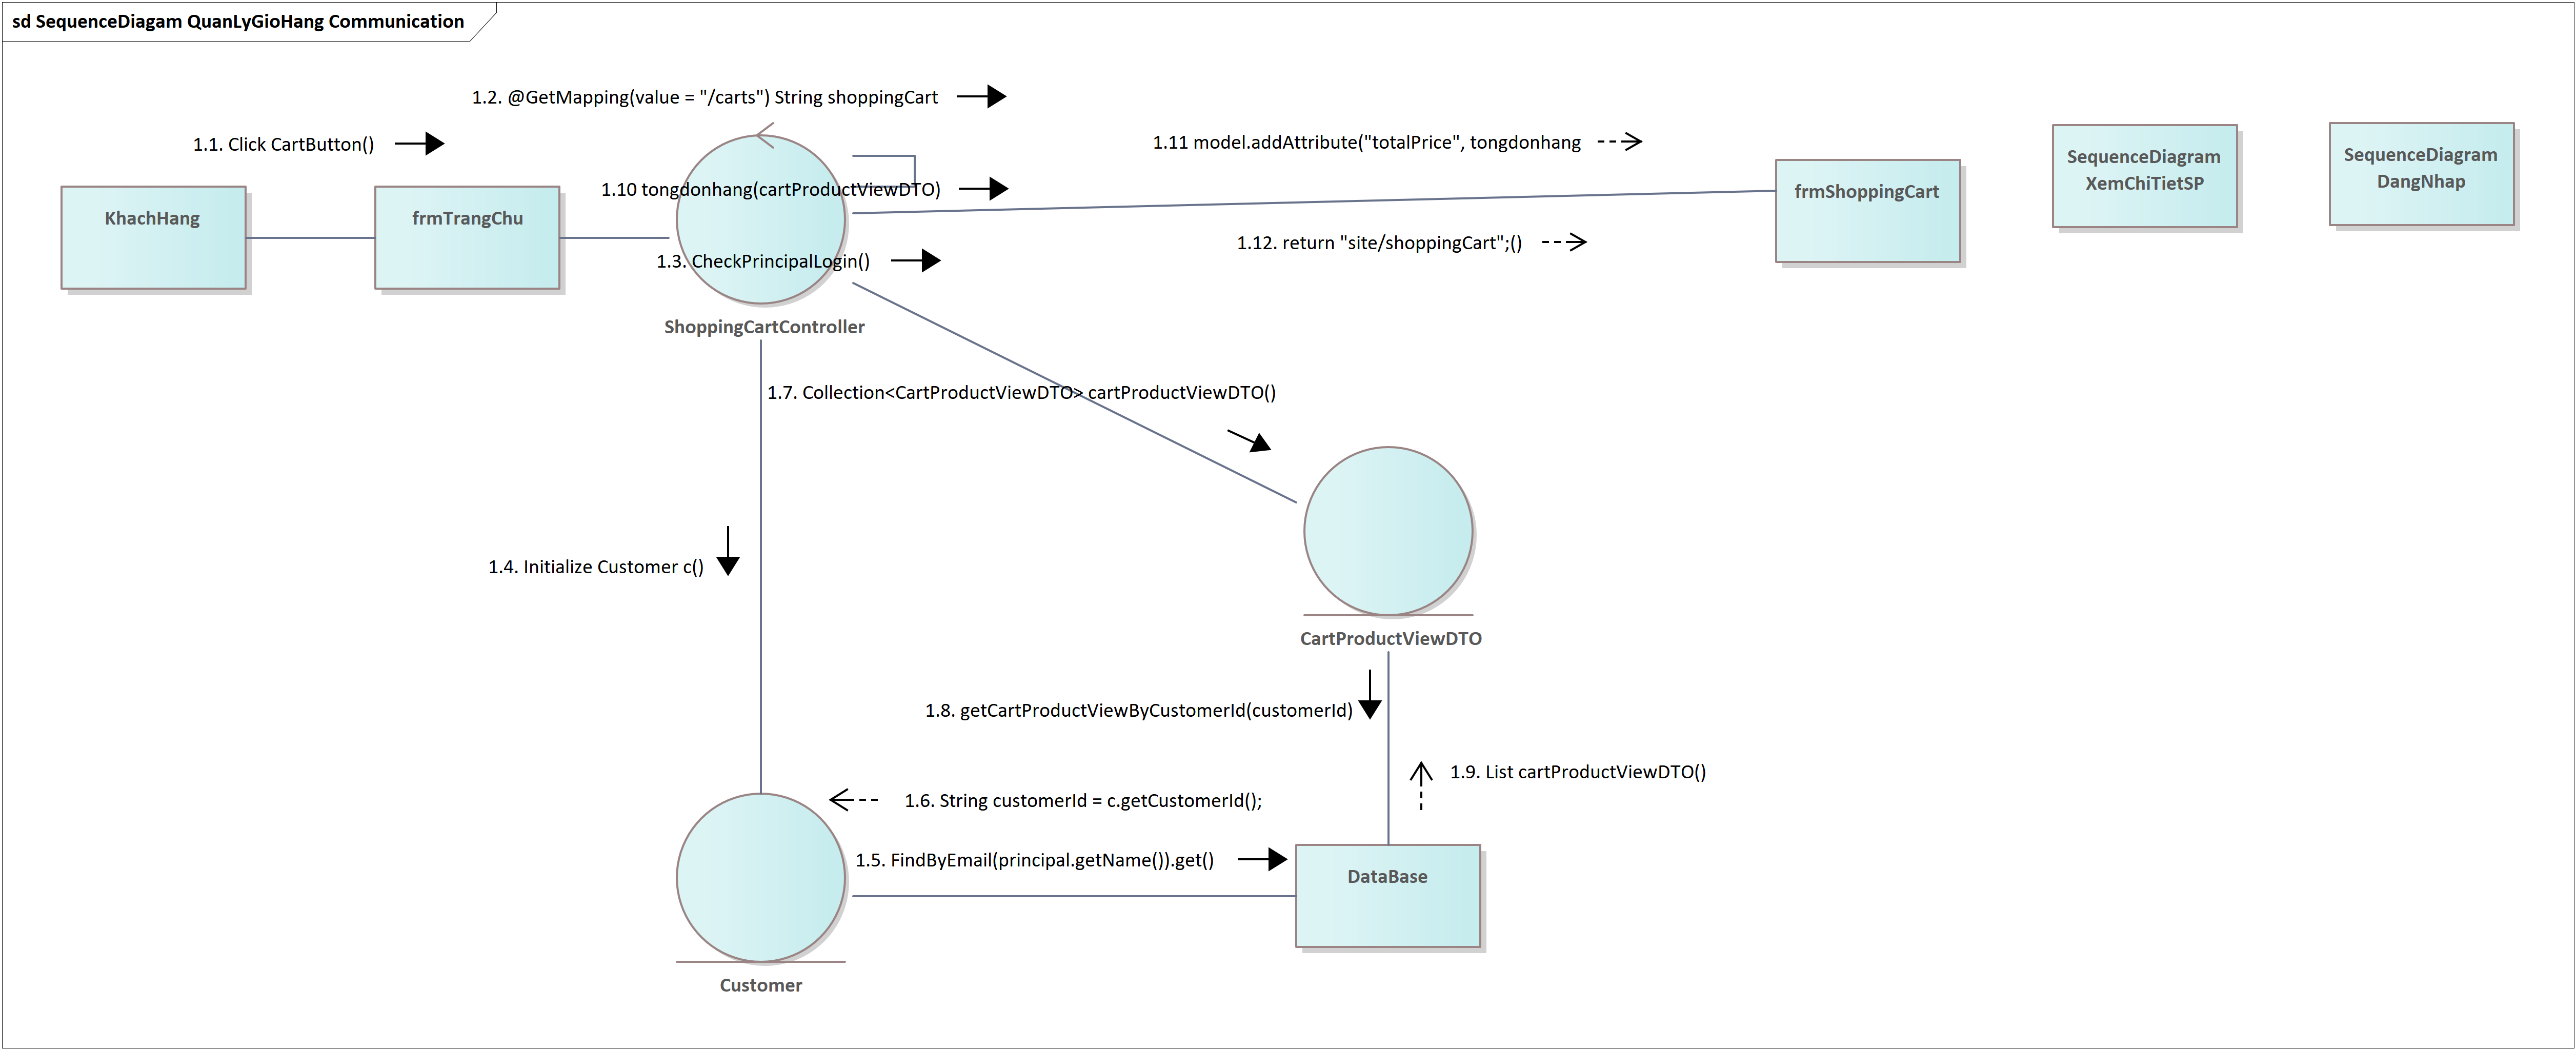 sd SequenceDiagam QuanLyGioHang Communication
1.2. @GetMapping(value = "/carts") String shoppingCart
1.1. Click CartButton()
1.11 model.addAttribute("totalPrice", tongdonhang
SequenceDiagram
XemChiTietSP
SequenceDiagram
DangNhap
1.10 tongdonhang(cartProductViewDTO)
frmShoppingCart
KhachHang
frmTrangChu
1.12. return "site/shoppingCart";()
1.3. CheckPrincipalLogin()
ShoppingCartController
1.7. Collection<CartProductViewDTO> cartProductViewDTO()
1.4. Initialize Customer c()
CartProductViewDTO
1.8. getCartProductViewByCustomerId(customerId)
1.9. List cartProductViewDTO()
1.6. String customerId = c.getCustomerId();
1.5. FindByEmail(principal.getName()).get()
DataBase
Customer